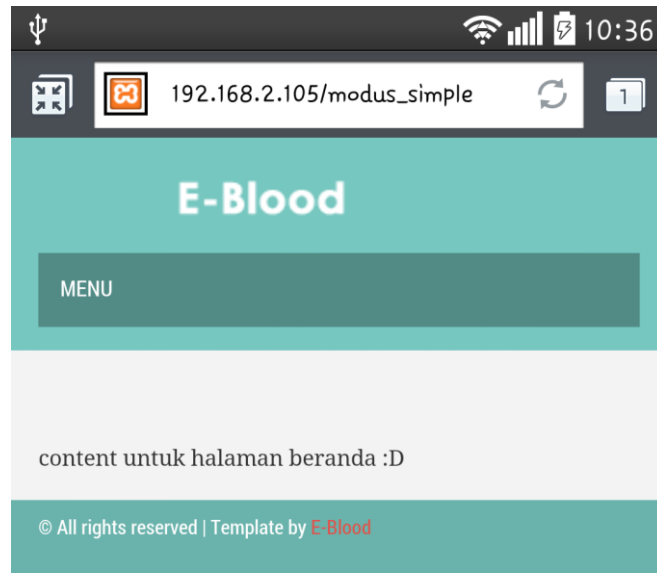 10:36
192.168.2.105/modus_simple
1
E-Blood
MENU
content untuk halaman beranda :D
© All rights reserved | Template by E-Blood